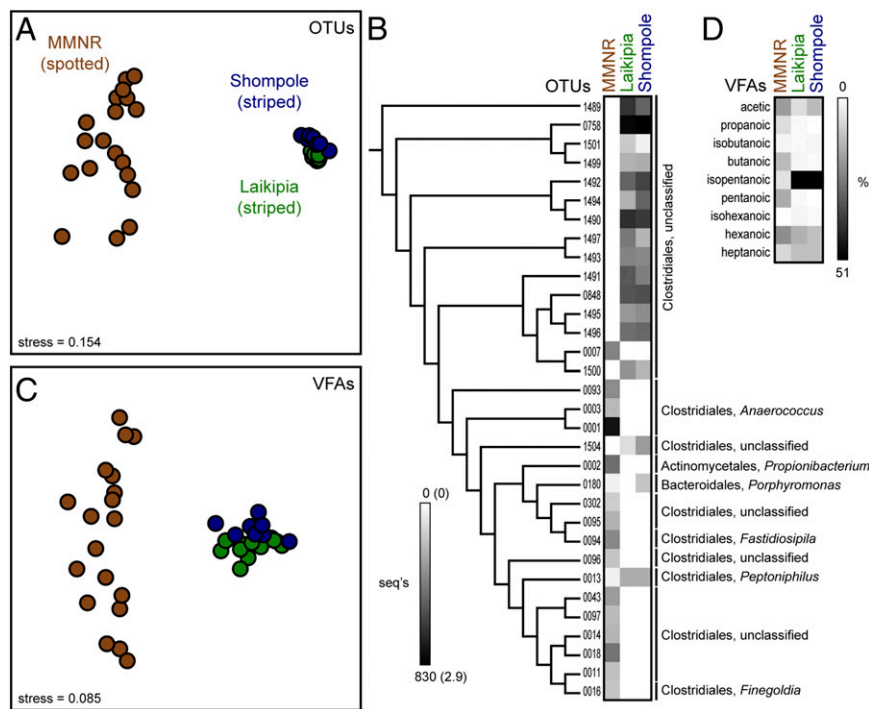 A
OTUs
MMNR
(spotted)
Shompole
(striped)
Laikipia
(striped)
stress = 0.154
C
VFAs
stress = 0.085
B
OTUs
MMNR
Laikipia
Shompole
1489
0758
1501
1499
1492
1494
1490
1497
1493
1491
0848
1495
1496
0007
1500
0093
0003
0001
1504
0002
0180
0302
0095
0094
0096
0013
0043
0097
0014
0018
0011
0016
Clostridiales, unclassified
Clostridiales, Anaerococcus
Clostridiales, unclassified
Actinomycetales, Propionibacterium
Bacteroidales, Porphyromonas
Clostridiales, unclassified
Clostridiales, Fastidiosipila
Clostridiales, unclassified
Clostridiales, Peptoniphilus
Clostridiales, unclassified
Clostridiales, Finegoldia
0 (0)
seq's
830 (2.9)
D
VFAs
MMNR
Laikipia
Shompole
acetic
propanoic
isobutanoic
butanoic
isopentanoic
pentanoic
isohexanoic
hexanoic
heptanoic
0
%
51